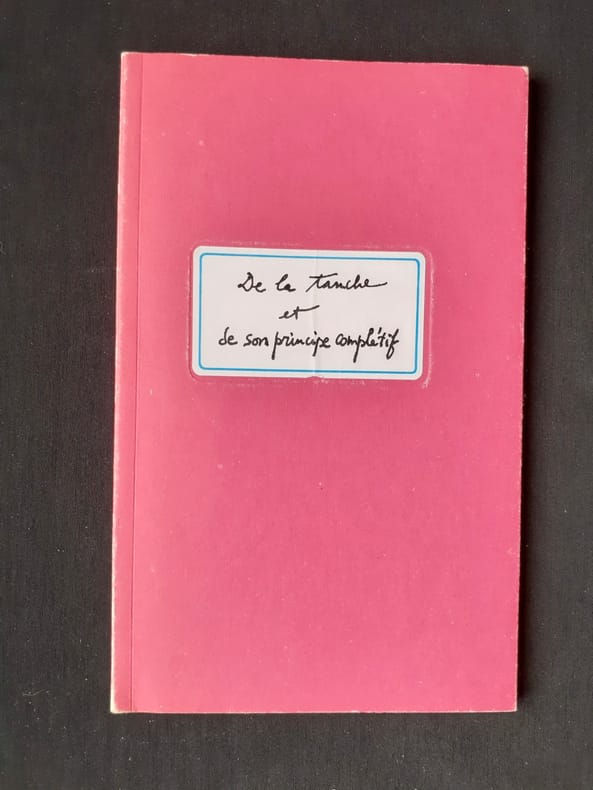 De la tanche
et
de son principe complétif